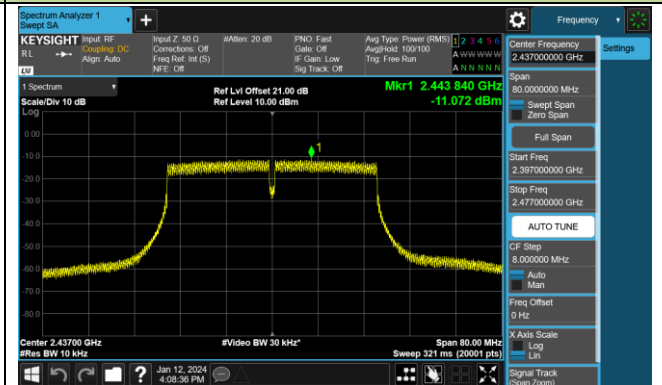 Spectrum Analyzer 1
Swept SA
+
Frequency
KEYSIGHT
R L
LXI
Input: RF
Coupling: DC
Align: Auto
Input Z: 50 Ω
Corrections: Off
Freq Ref: Int (S)
NFE: Off
#Atten: 20 dB
PNO: Fast
Gate: Off
IF Gain: Low
Sig Track: Off
Avg Type: Power (RMS)
Avg|Hold: 100/100
Trig: Free Run
1 2 3 4 5 6
A W W W W W
A N N N N N
1 Spectrum
Scale/Div 10 dB
Log
Ref Lvl Offset 21.00 dB
Ref Level 10.00 dBm
Mkr1 2.443 840 GHz
-11.072 dBm
0.00
-10.0
-20.0
-30.0
-40.0
-50.0
-60.0
-70.0
-80.0
1
Center 2.43700 GHz
#Res BW 10 kHz
#Video BW 30 kHz*
Span 80.00 MHz
Sweep 321 ms (20001 pts)
Jan 12, 2024
4:08:36 PM
?
Center Frequency
2.437000000 GHz
Span
80.0000000 MHz
Swept Span
Zero Span
Full Span
Start Freq
2.397000000 GHz
Stop Freq
2.477000000 GHz
AUTO TUNE
CF Step
8.000000 MHz
Auto
Man
Freq Offset
0 Hz
X Axis Scale
Log
Lin
Signal Track
(Span Zoom)
Settings